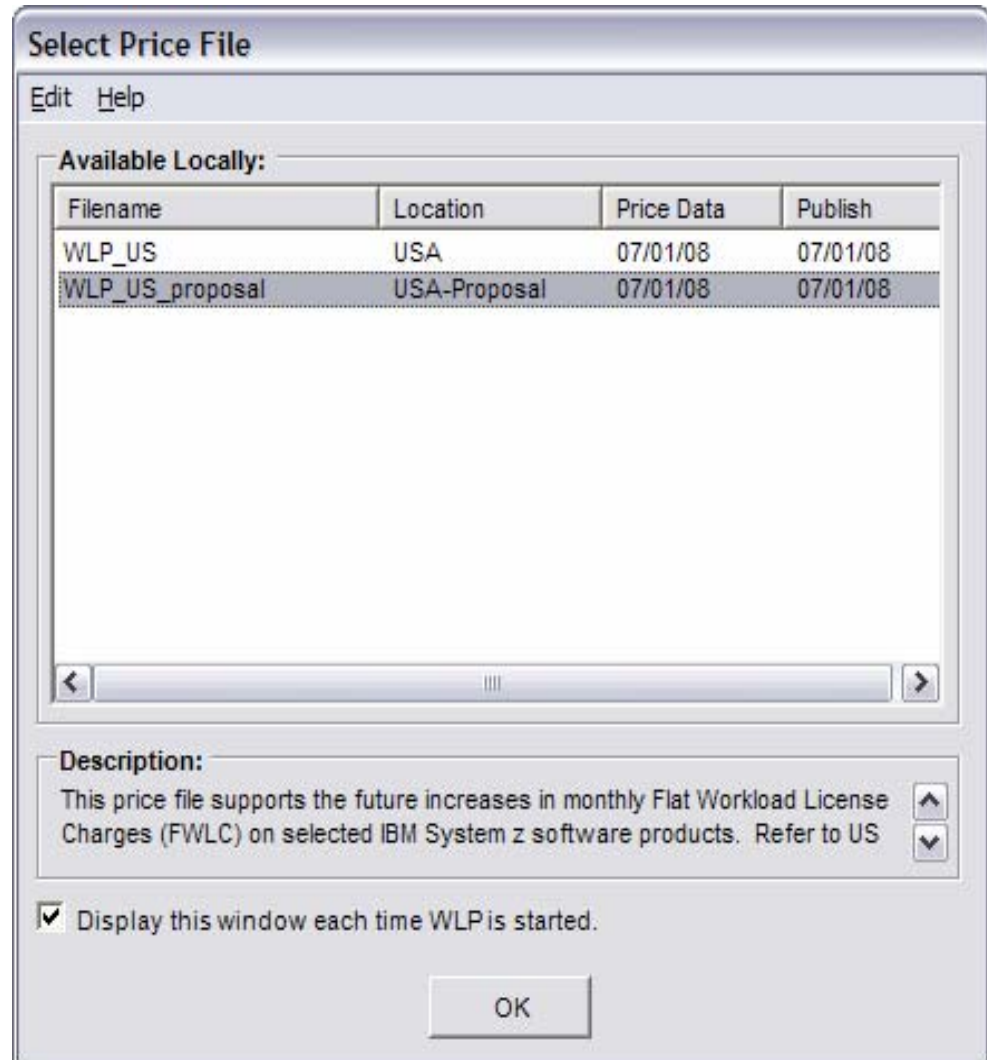 Select Price File
Edit Help
Available Locally:
Filename Location Price Data Publish
WLP_US USA 07/01/08 07/01/08
WLP_US_proposal USA-Proposal 07/01/08 07/01/08
Description:
This price file supports the future increases in monthly Flat Workload License
Charges (FWLC) on selected IBM System z software products. Refer to US
Display this window each time WLP is started.
OK